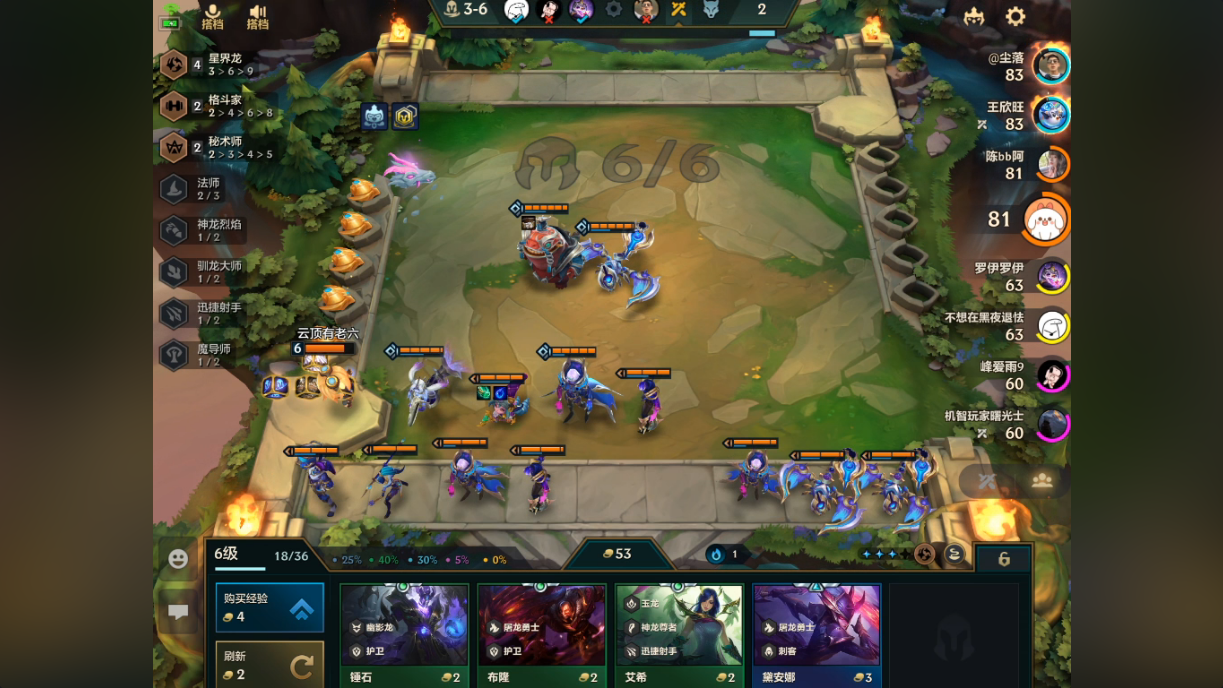 搭档
搭档
3-6
2
4
星界龙
3 > 6 > 9
2
格斗家
2 > 4 > 6 > 8
2
秘术师
2 > 3 > 4 > 5
法师
2 / 3
神龙烈焰
1 / 2
驯龙大师
1 / 2
迅捷射手
1 / 2
魔导师
1 / 2
6/6
@尘落
83
王欣旺
83
陈bb阿
81
81
罗伊罗伊
63
不想在黑夜退怯
63
峰爱雨9
60
机智玩家曙光士
60
云顶有老六
6
6级
18/36
25%
40%
30%
5%
0%
53
1
购买经验
4
刷新
2
幽影龙
护卫
锤石
2
屠龙勇士
护卫
布隆
2
玉龙
神龙尊者
迅捷射手
艾希
2
屠龙勇士
刺客
黛安娜
3